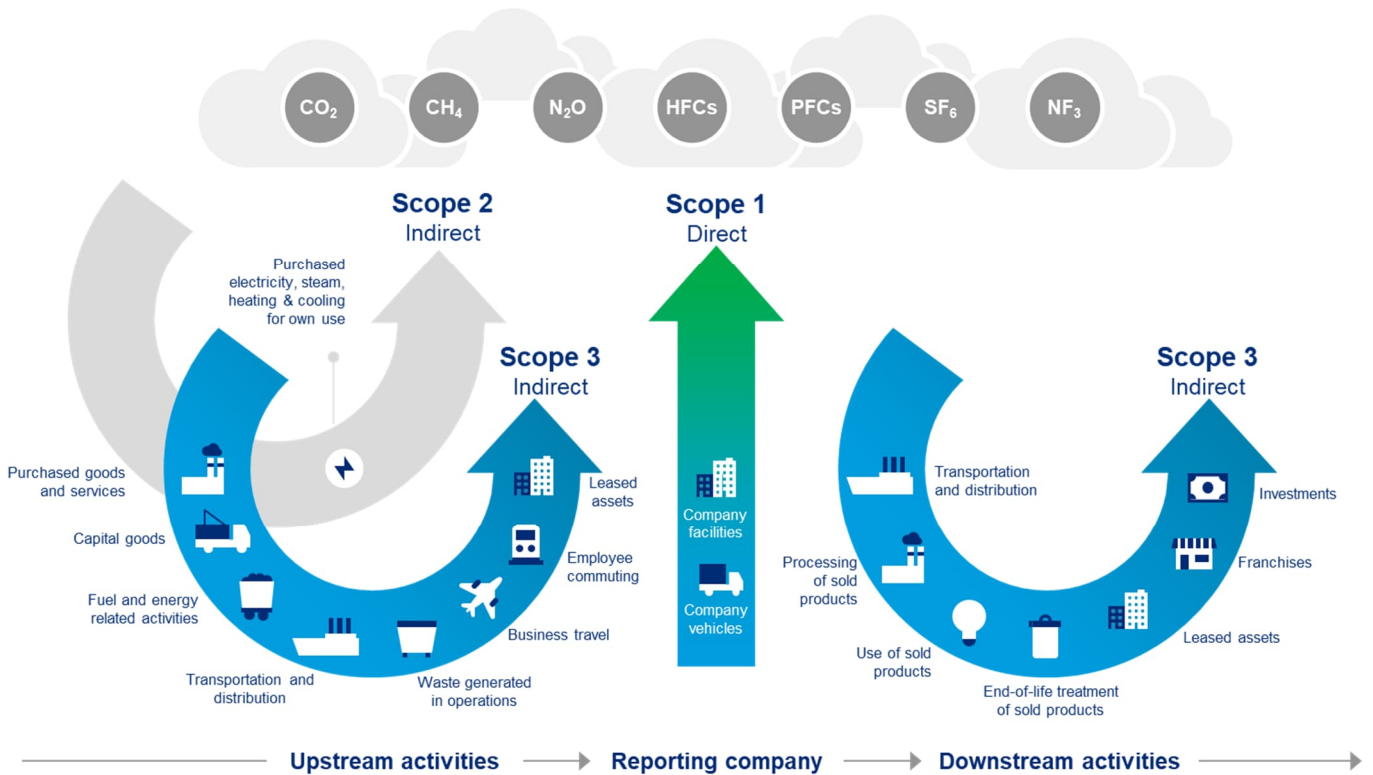 CO₂ CH₄ N₂O HFCs PFCs SF₆ NF₃
Scope 2
Indirect
Purchased
electricity, steam,
heating & cooling
for own use
Scope 3
Indirect
Purchased goods
and services
Capital goods
Fuel and energy
related activities
Transportation and
distribution
Waste generated
in operations
Business travel
Employee
commuting
Leased
assets
Scope 1
Direct
Company
facilities
Company
vehicles
Scope 3
Indirect
Transportation
and distribution
Processing
of sold
products
Use of sold
products
End-of-life treatment
of sold products
Leased assets
Franchises
Investments
Upstream activities
Reporting company
Downstream activities